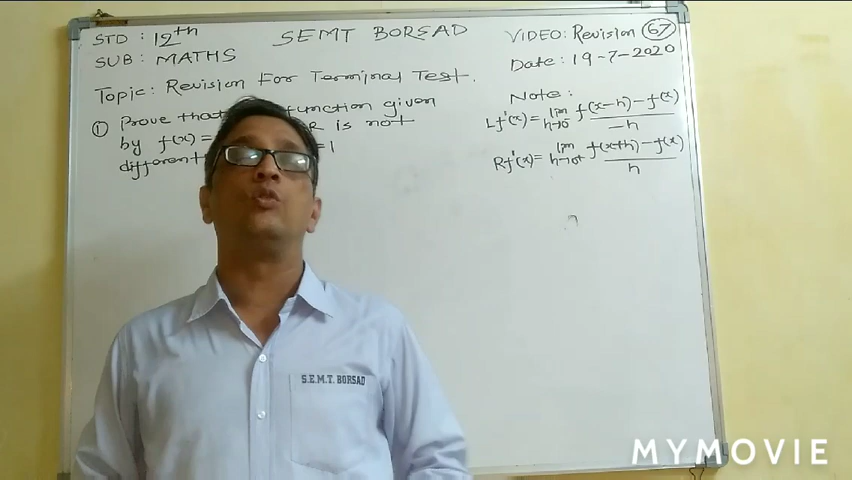 STD : 12th
SEMT BORSAD
VIDEO: Revision 67
SUB: MATHS
Date: 19-7-2020
Topic: Revision For Terminal Test.
① Prove that function given
by f(x) = R is not
different =1
Note:
Lf'(x) = lim h→0⁻ f(x-h)-f(x) / -h
Rf'(x) = lim h→0⁺ f(x+h)-f(x) / h
S.E.M.T. BORSAD
MYMOVIE